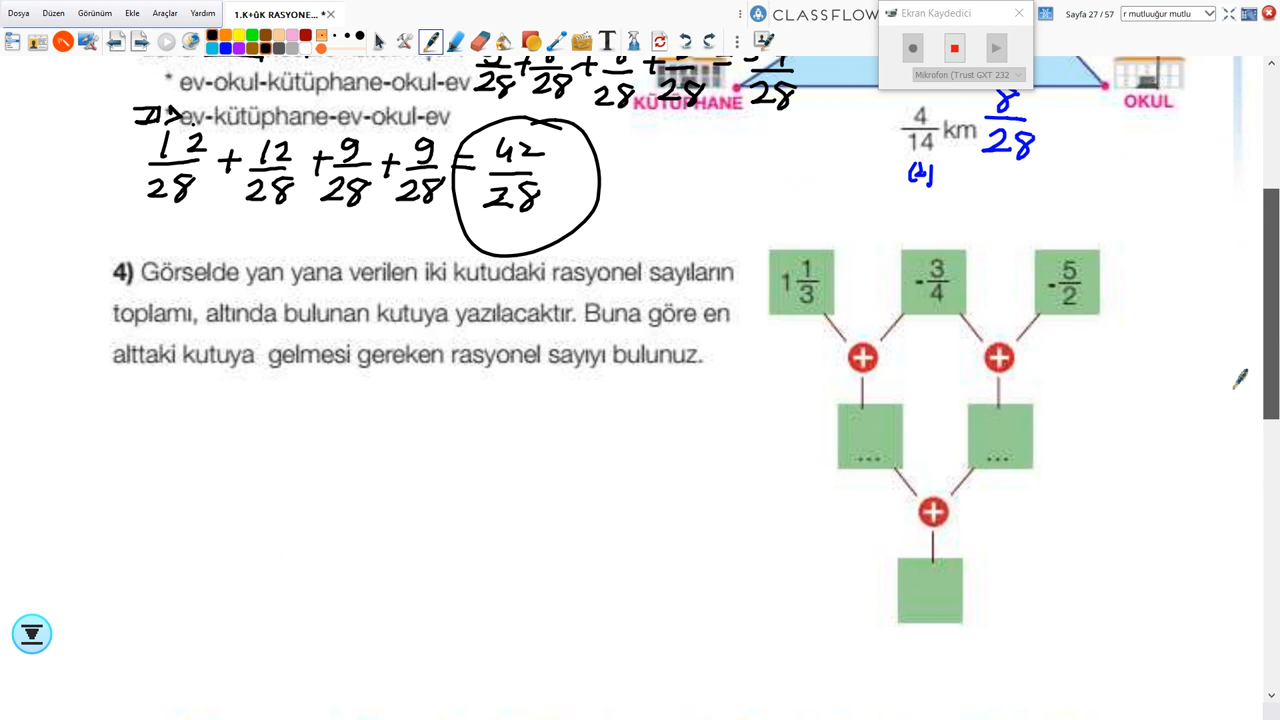 Dosya Düzen Görünüm Ekle Araçlar Yardım
1.K+ûK RASYONE... *
CLASSFLOW
Ekran Kaydedici
Sayfa 27 / 57
r mutluuğur mutlu
Mikrofon (Trust GXT 232
* ev-okul-kütüphane-okul-ev
KÜTÜPHANE
OKUL
* ev-kütüphane-ev-okul-ev
4/14 km 8/28
(2)
12/28 + 12/28 + 9/28 + 9/28 = 42/28
4) Görselde yan yana verilen iki kutudaki rasyonel sayıların
toplamı, altında bulunan kutuya yazılacaktır. Buna göre en
alttaki kutuya gelmesi gereken rasyonel sayıyı bulunuz.
1 1/3 -3/4 -5/2
+ +
... ...
+